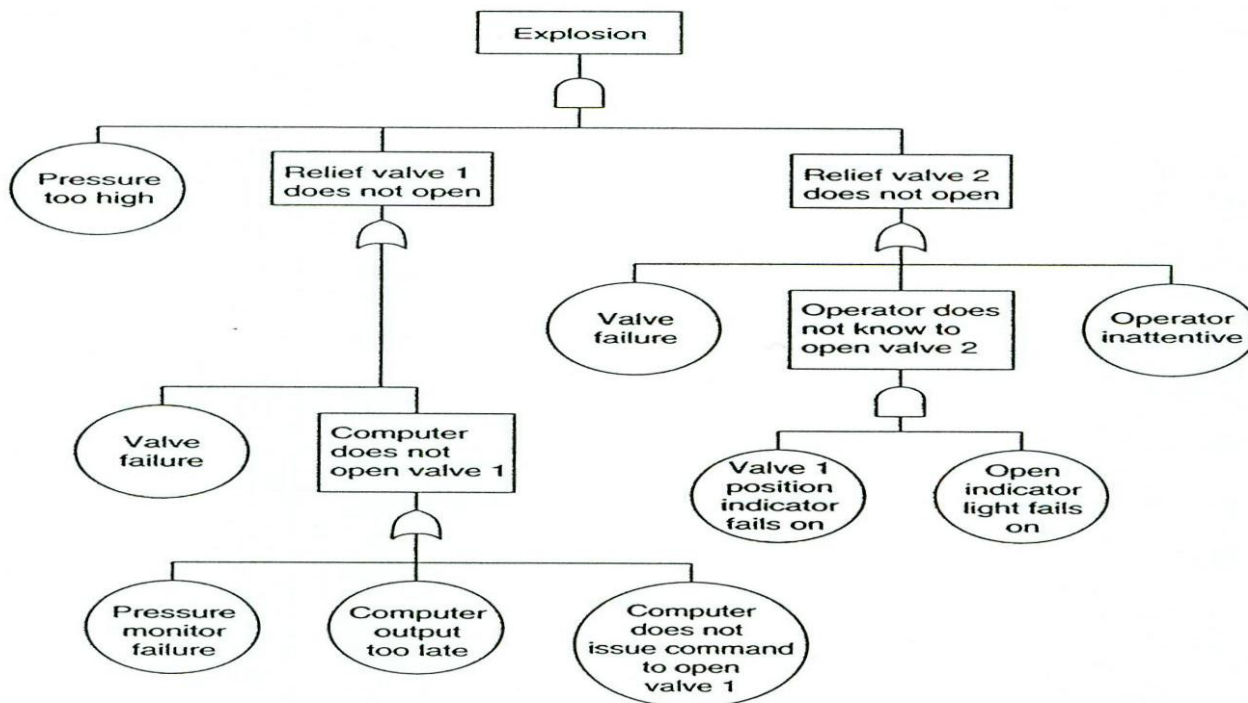 Explosion
Pressure
too high
Relief valve 1
does not open
Relief valve 2
does not open
Valve
failure
Operator does
not know to
open valve 2
Operator
inattentive
Valve
failure
Computer
does not
open valve 1
Valve 1
position
indicator
fails on
Open
indicator
light fails
on
Pressure
monitor
failure
Computer
output
too late
Computer
does not
issue command
to open
valve 1